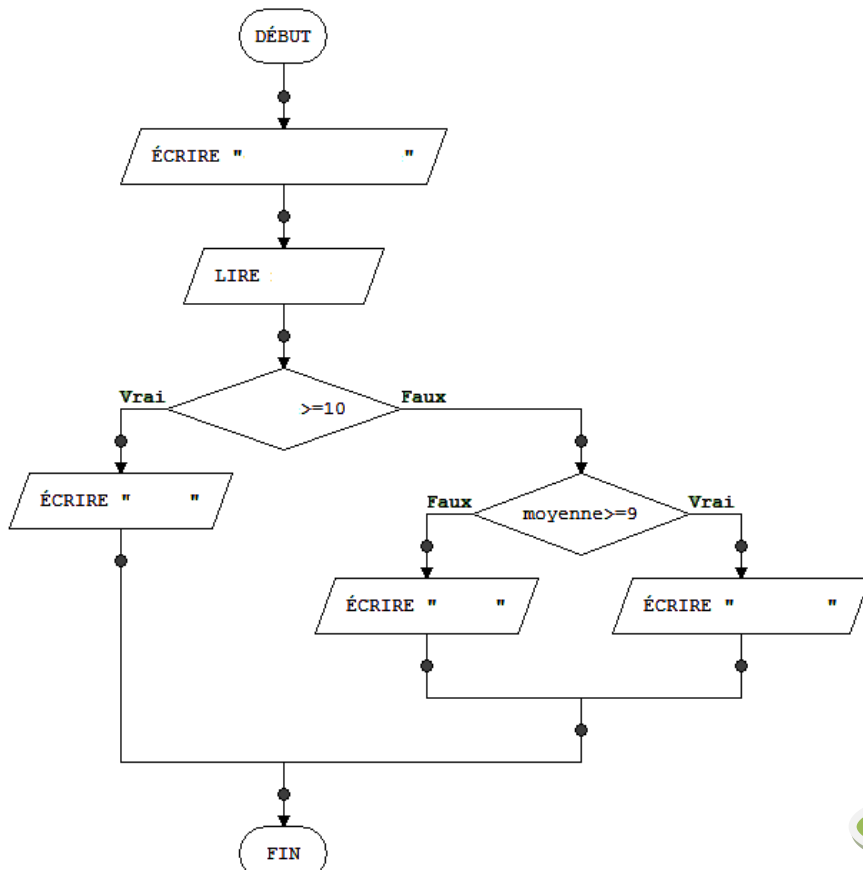 DÉBUT
ÉCRIRE " "
LIRE
Vrai
>=10
Faux
ÉCRIRE " "
Faux
moyenne>=9
Vrai
ÉCRIRE " "
ÉCRIRE " "
FIN